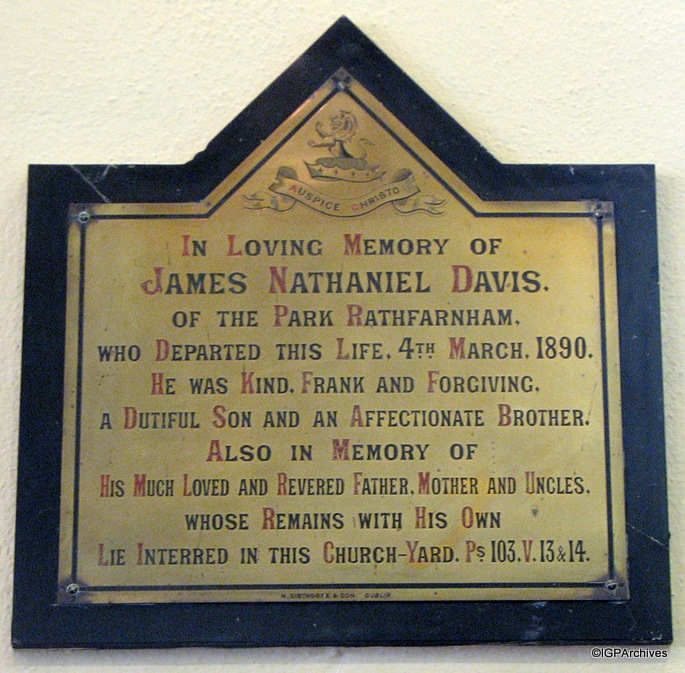 AUSPICE CHRISTO
IN LOVING MEMORY OF
JAMES NATHANIEL DAVIS.
OF THE PARK RATHFARNHAM,
WHO DEPARTED THIS LIFE, 4TH MARCH, 1890.
HE WAS KIND, FRANK AND FORGIVING,
A DUTIFUL SON AND AN AFFECTIONATE BROTHER.
ALSO IN MEMORY OF
HIS MUCH LOVED AND REVERED FATHER, MOTHER AND UNCLES,
WHOSE REMAINS WITH HIS OWN
LIE INTERRED IN THIS CHURCH-YARD. PS 103. V. 13 & 14.
& SON. DUBLIN.
©IGPArchives